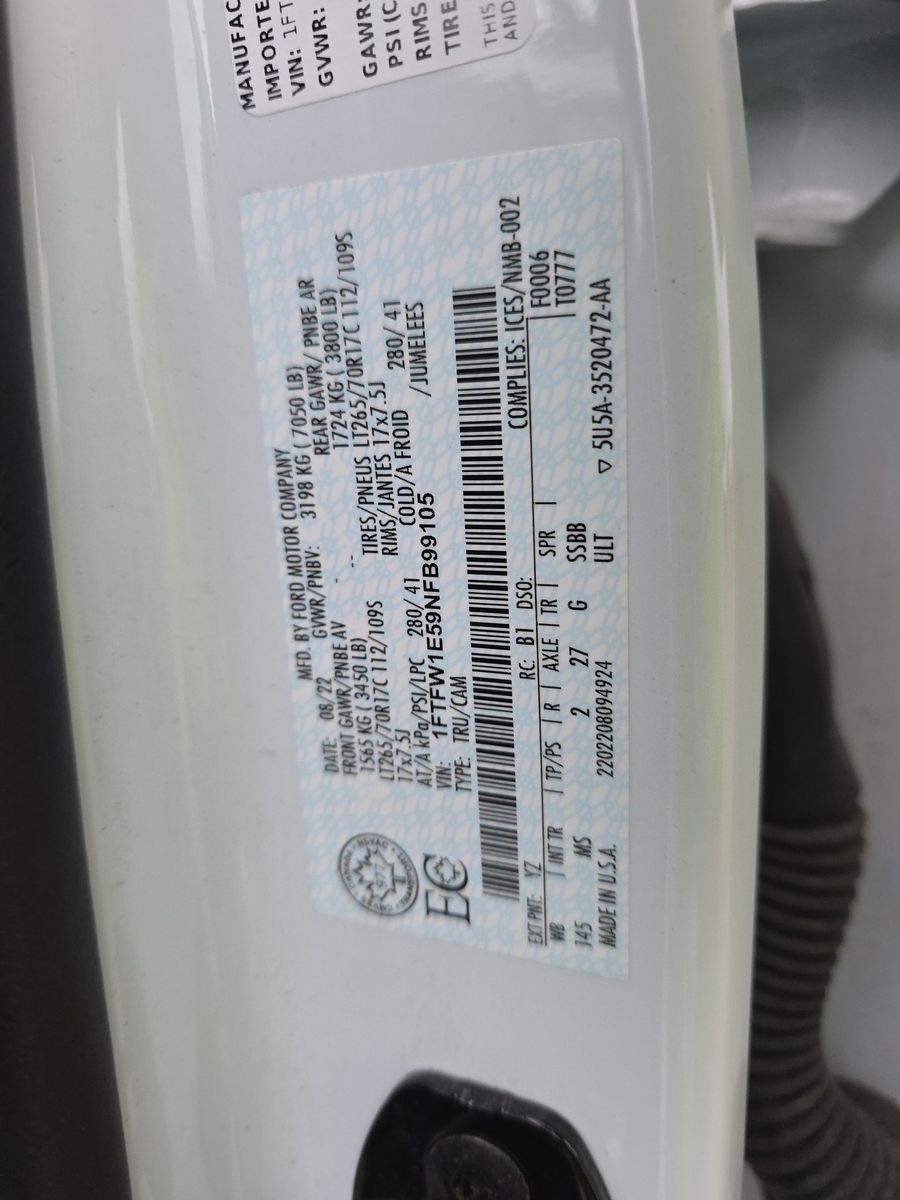 MANUFAC
IMPORTE
VIN: 1FT
GVWR:
GAWR:
PSI (C
RIMS
TIRE
THIS
AND
MFD. BY FORD MOTOR COMPANY
DATE: 08/22 GVWR/PNBV: 3198 KG ( 7050 LB)
FRONT GAWR/PNBE AV - REAR GAWR/ PNBE AR
1565 KG ( 3450 LB) -- 1724 KG ( 3800 LB)
LT265/70R17C 112/109S TIRES/PNEUS LT265/70R17C 112/109S
17x7.5J RIMS/JANTES 17x7.5J
AT/A kPa/PSI/LPC 280/ 41 COLD/A FROID 280/ 41
VIN: 1FTFW1E59NFB99105 /JUMELEES
TYPE: TRU/CAM
EC
COMPLIES: ICES/NMB-002
EXT PNT: YZ RC: B1 DSO: F0006
WB | INT TR | TP/PS | R | AXLE | TR | SPR | T0777
145 MS 2 27 G SSBB
MADE IN U.S.A. 2202208094924 ULT ▽ 5U5A-3520472-AA